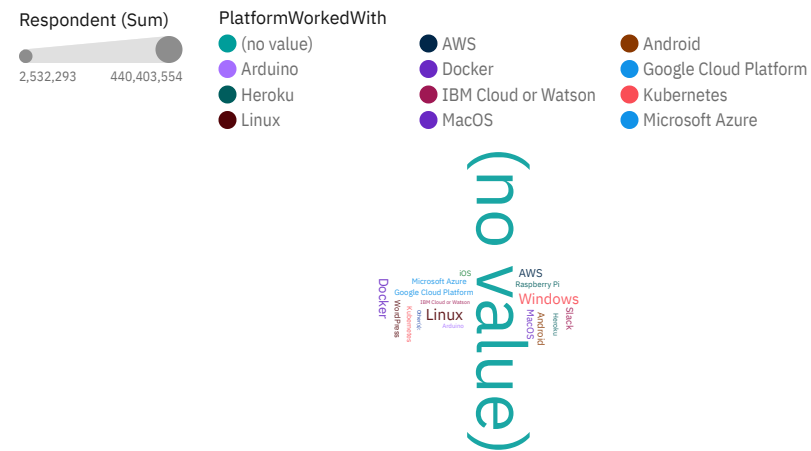 Respondent (Sum)
2,532,293 440,403,554
PlatformWorkedWith
(no value) AWS Android
Arduino Docker Google Cloud Platform
Heroku IBM Cloud or Watson Kubernetes
Linux MacOS Microsoft Azure
(no value)
iOS
AWS
Microsoft Azure
Raspberry Pi
Docker
Google Cloud Platform
Windows
IBM Cloud or Watson
WordPress
Kubernetes
Other(s):
Linux
Arduino
MacOS
Android
Heroku
Slack